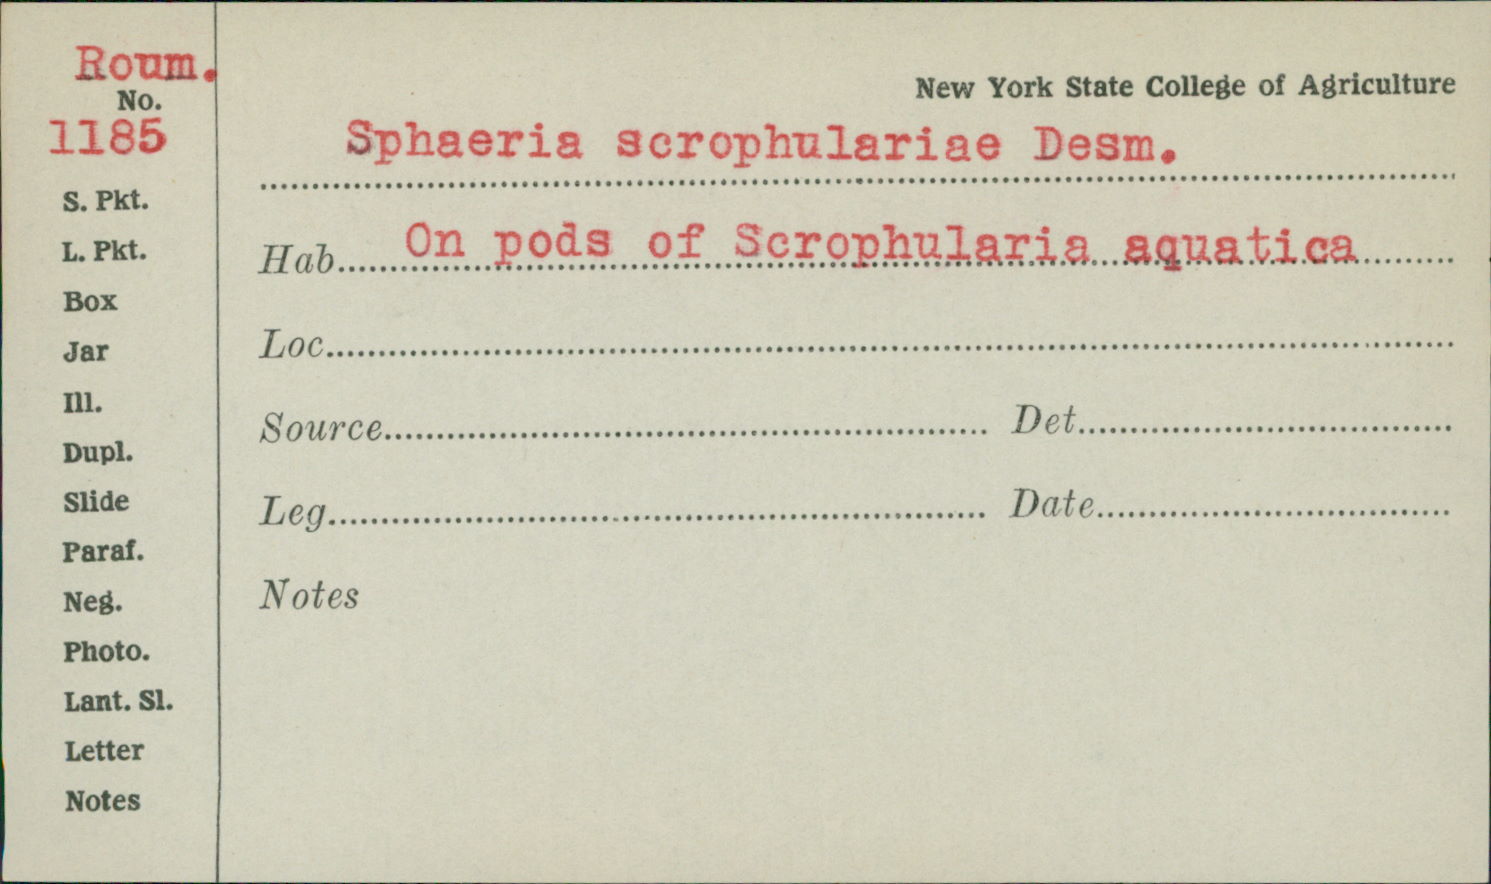 Roum.
No.
1185
S. Pkt.
L. Pkt.
Box
Jar
Ill.
Dupl.
Slide
Paraf.
Neg.
Photo.
Lant. Sl.
Letter
Notes
New York State College of Agriculture
Sphaeria scrophulariae Desm.
Hab. On pods of Scrophularia aquatica
Loc.
Source Det.
Leg. Date
Notes